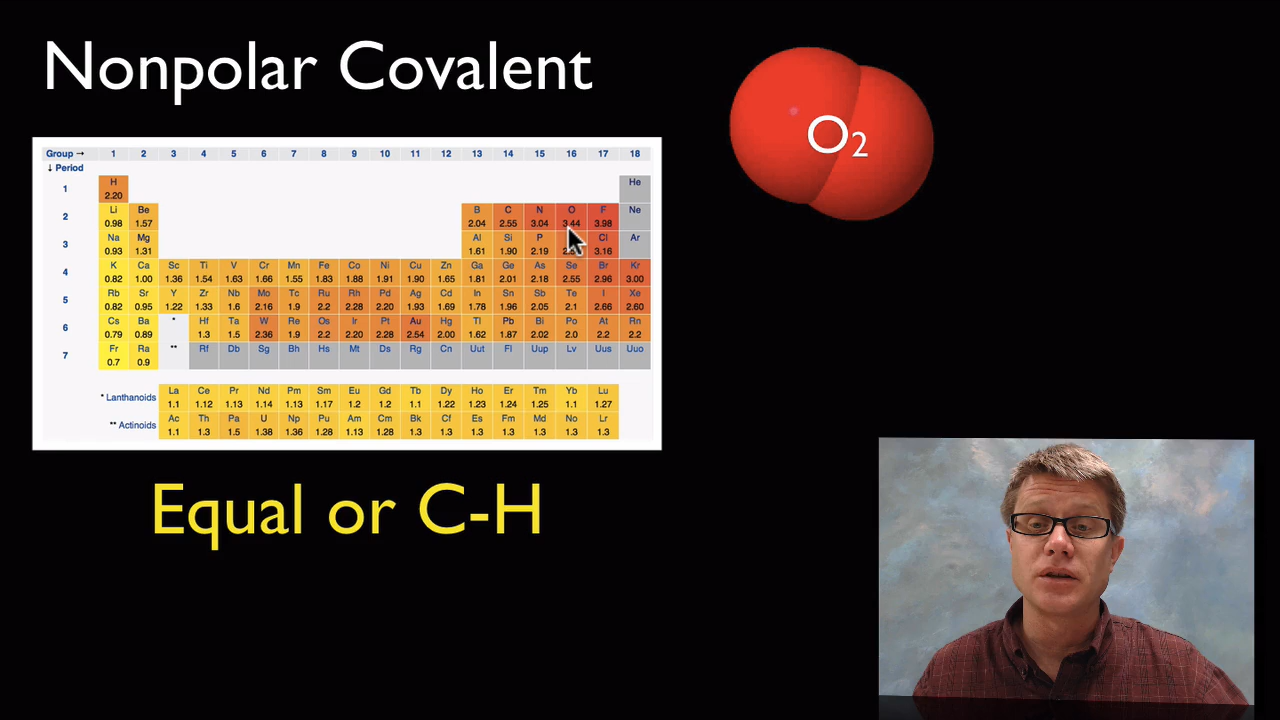 Nonpolar Covalent
O2
Group → 1 2 3 4 5 6 7 8 9 10 11 12 13 14 15 16 17 18
↓ Period
1 H He
2.20
2 Li Be B C N O F Ne
0.98 1.57 2.04 2.55 3.04 3.44 3.98
3 Na Mg Al Si P Cl Ar
0.93 1.31 1.61 1.90 2.19 3.16
4 K Ca Sc Ti V Cr Mn Fe Co Ni Cu Zn Ga Ge As Se Br Kr
0.82 1.00 1.36 1.54 1.63 1.66 1.55 1.83 1.88 1.91 1.90 1.65 1.81 2.01 2.18 2.55 2.96 3.00
5 Rb Sr Y Zr Nb Mo Tc Ru Rh Pd Ag Cd In Sn Sb Te I Xe
0.82 0.95 1.22 1.33 1.6 2.16 1.9 2.2 2.28 2.20 1.93 1.69 1.78 1.96 2.05 2.1 2.66 2.60
6 Cs Ba * Hf Ta W Re Os Ir Pt Au Hg Tl Pb Bi Po At Rn
0.79 0.89 1.3 1.5 2.36 1.9 2.2 2.20 2.28 2.54 2.00 1.62 1.87 2.02 2.0 2.2 2.2
7 Fr Ra ** Rf Db Sg Bh Hs Mt Ds Rg Cn Uut Fl Uup Lv Uus Uuo
0.7 0.9
* Lanthanoids La Ce Pr Nd Pm Sm Eu Gd Tb Dy Ho Er Tm Yb Lu
1.1 1.12 1.13 1.14 1.13 1.17 1.2 1.2 1.1 1.22 1.23 1.24 1.25 1.1 1.27
** Actinoids Ac Th Pa U Np Pu Am Cm Bk Cf Es Fm Md No Lr
1.1 1.3 1.5 1.38 1.36 1.28 1.13 1.28 1.3 1.3 1.3 1.3 1.3 1.3 1.3
Equal or C-H